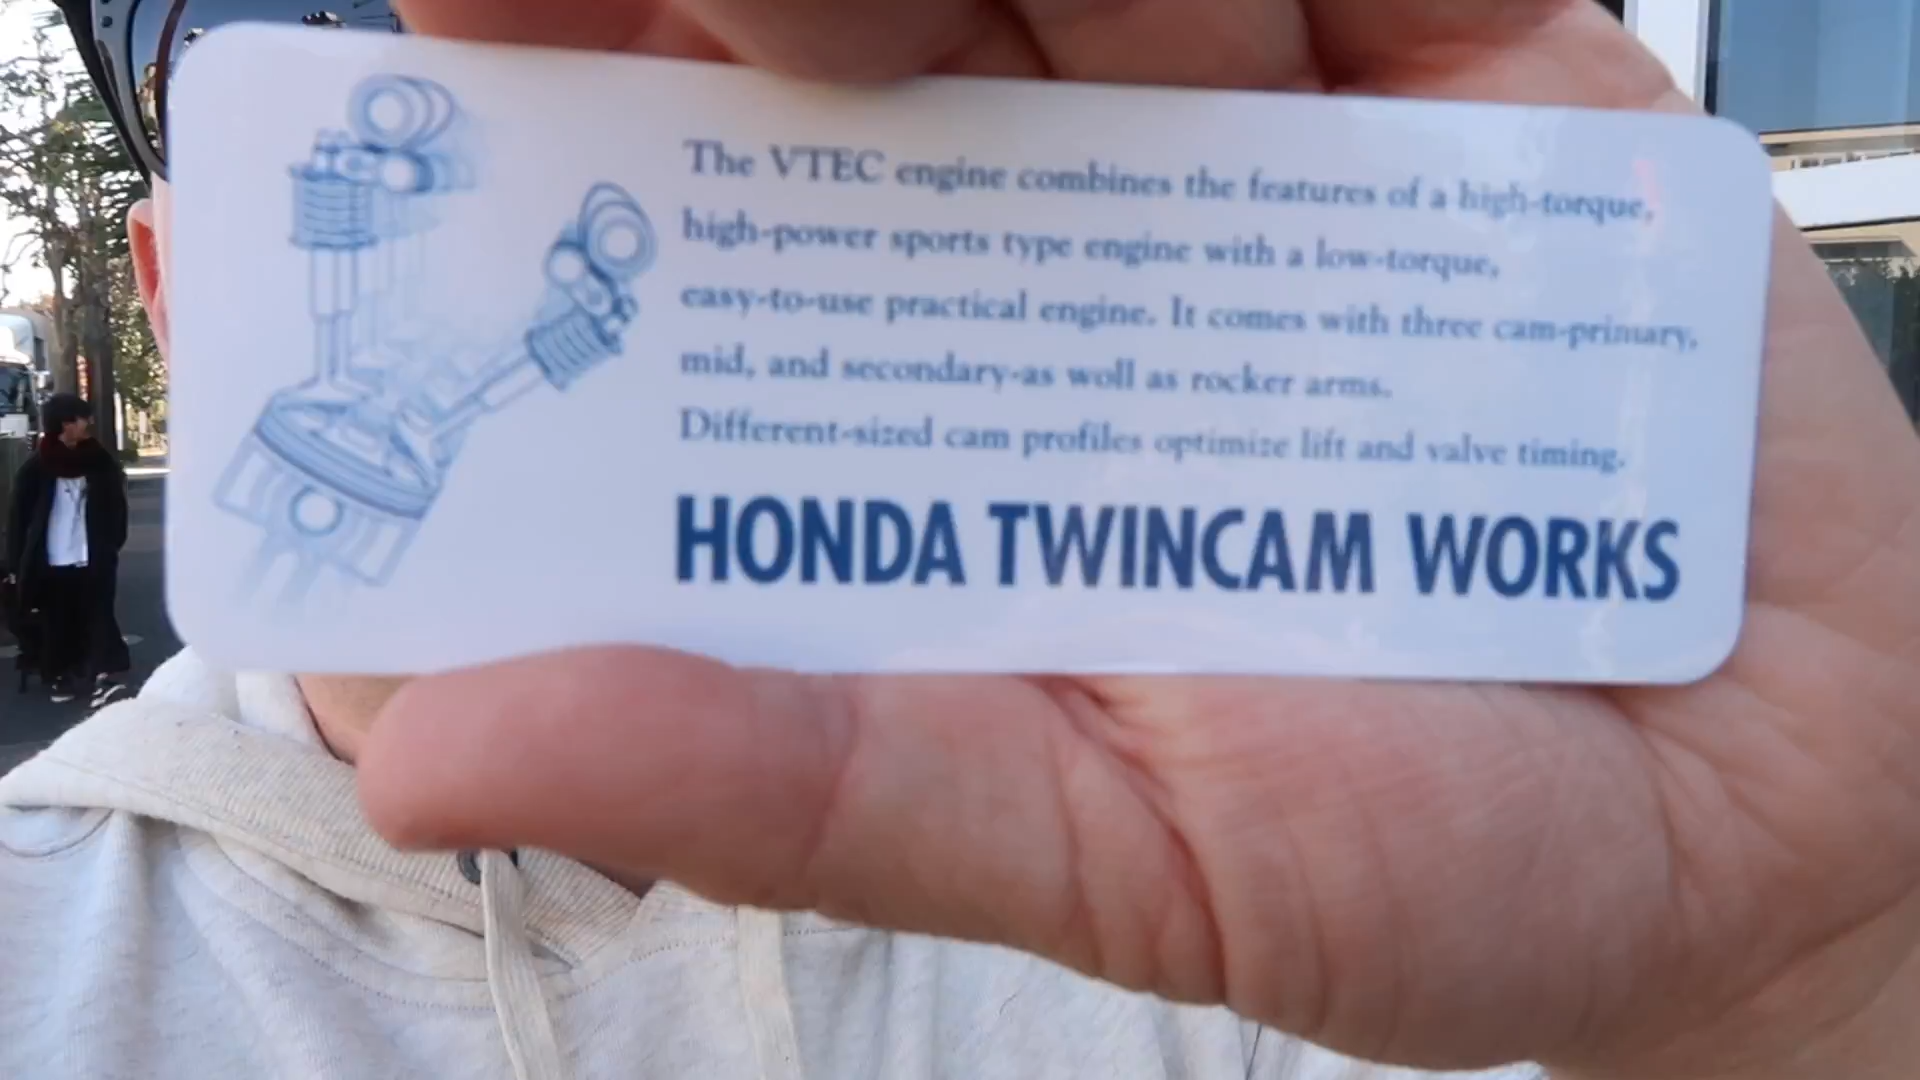 The VTEC engine combines the features of a high-torque,
high-power sports type engine with a low-torque,
easy-to-use practical engine. It comes with three cam-primary,
mid, and secondary-as woll as rocker arms.
Different-sized cam profiles optimize lift and valve timing.
HONDA TWINCAM WORKS